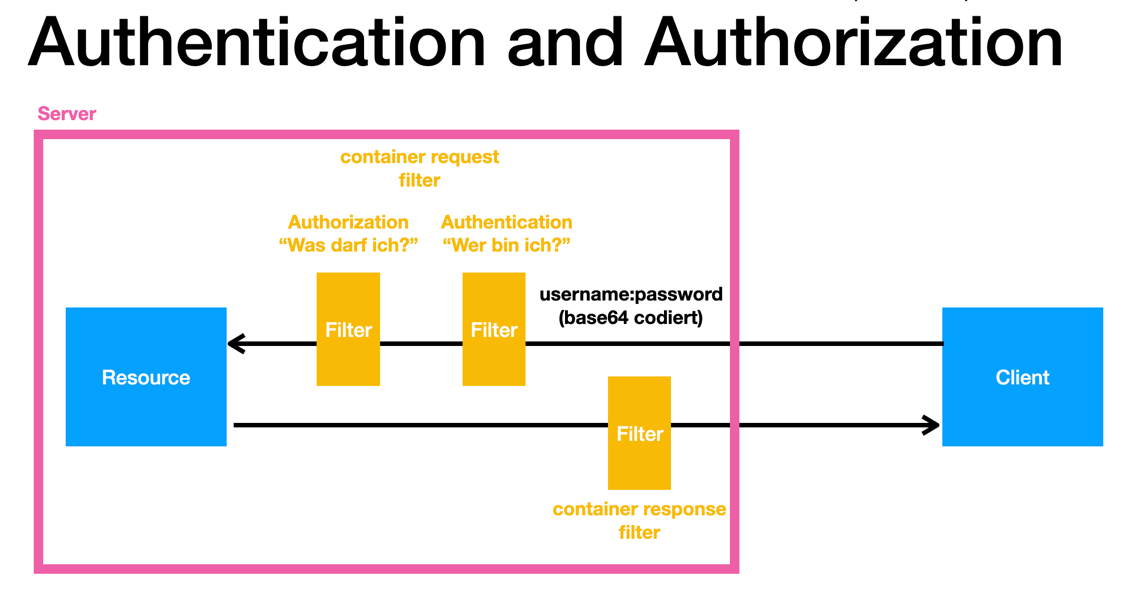 Authentication and Authorization
Server
container request
filter
Authorization
“Was darf ich?”
Authentication
“Wer bin ich?”
username:password
(base64 codiert)
Filter
Filter
Resource
Client
Filter
container response
filter